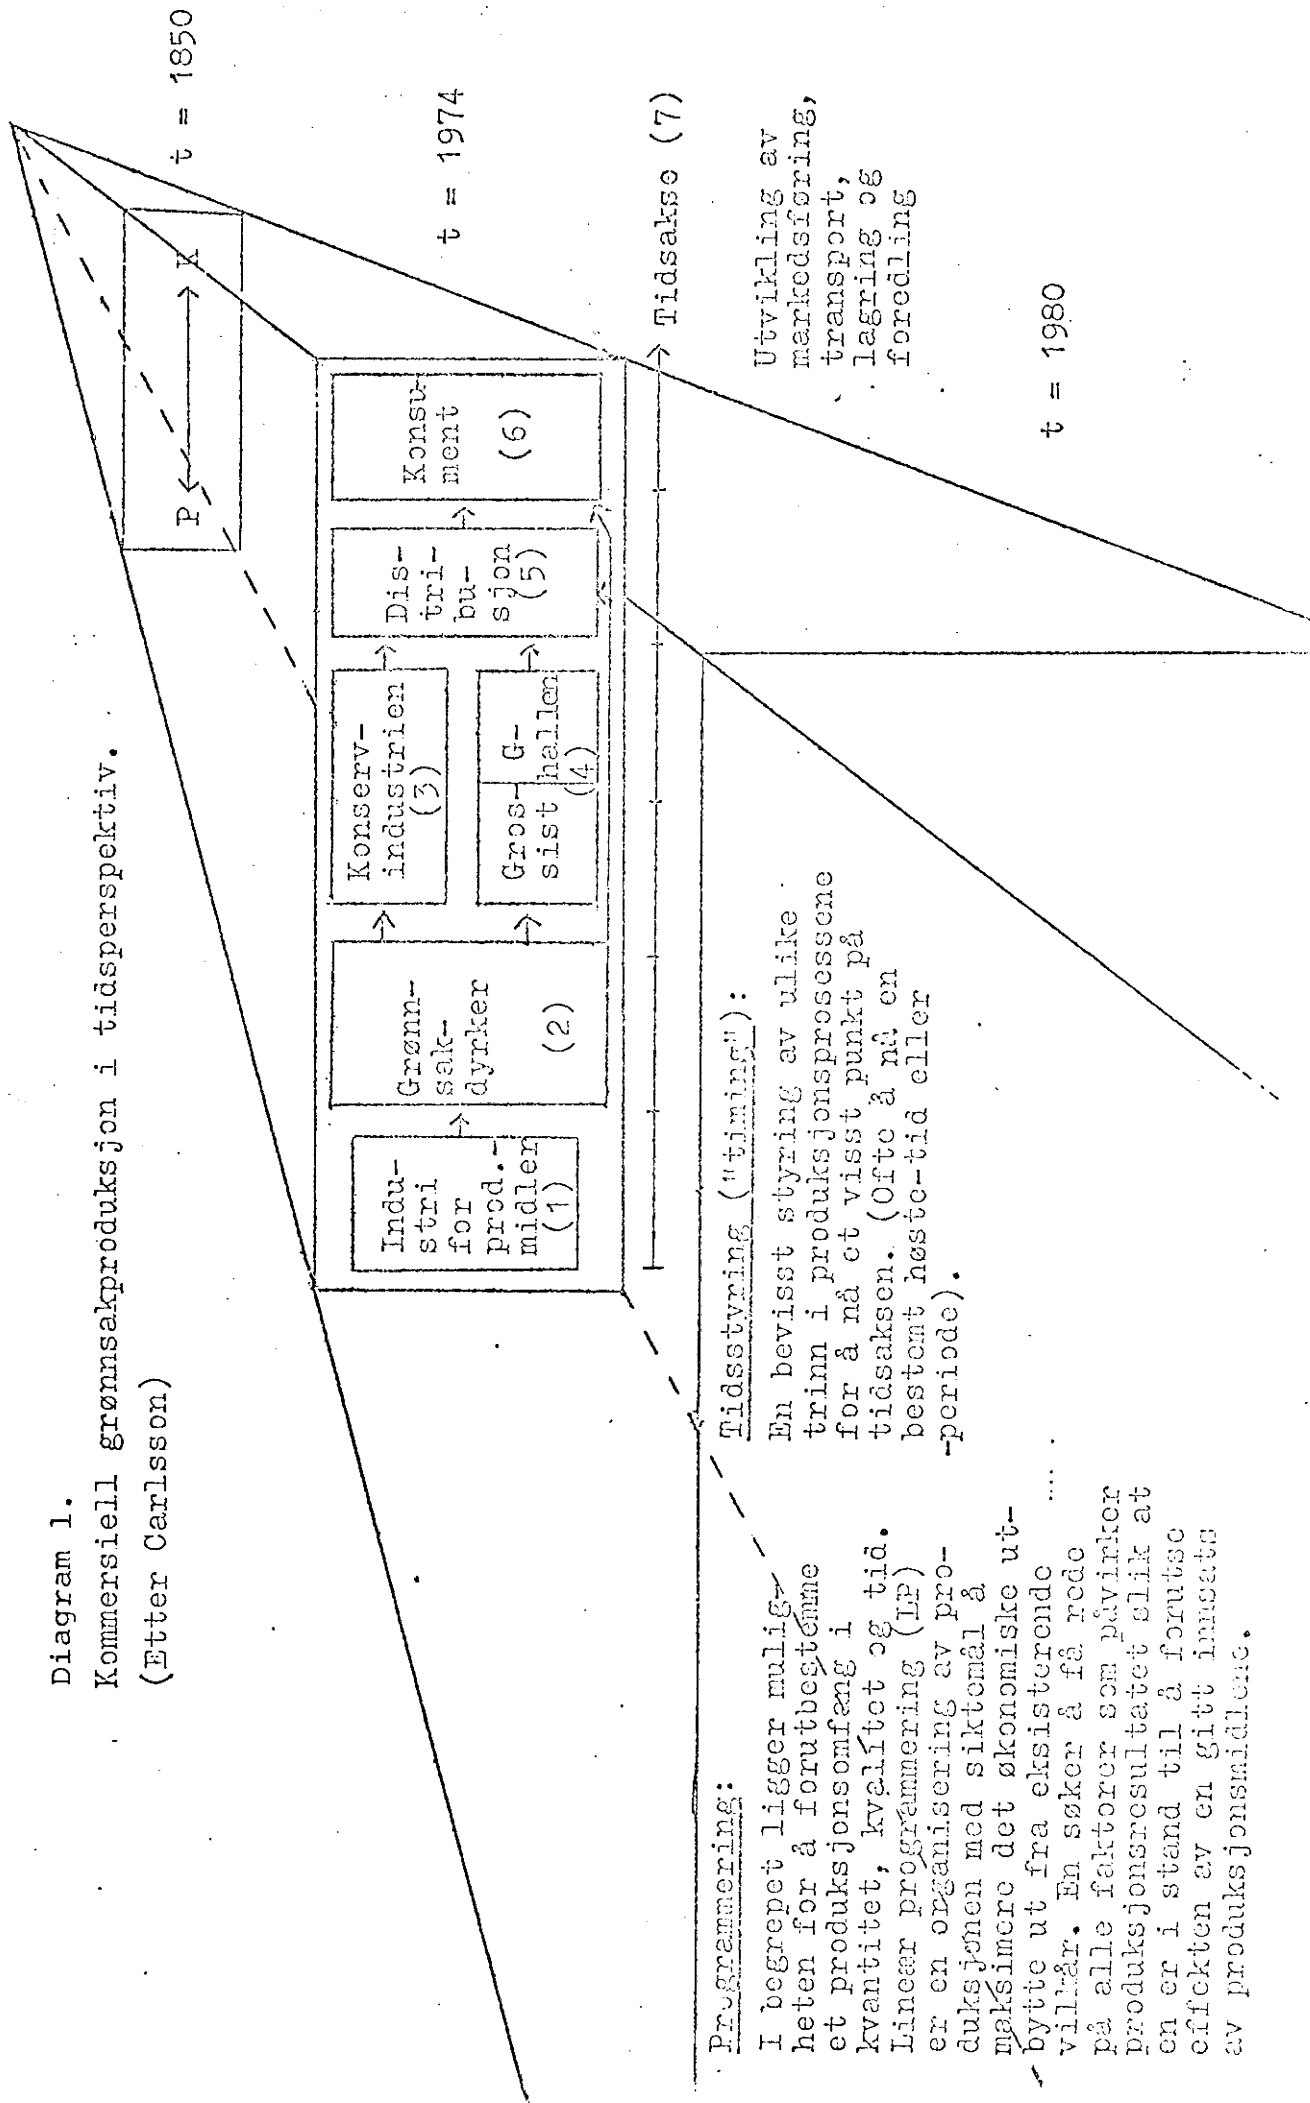 Diagram 1.
Kommersiell grønnsakproduksjon i tidsperspektiv.
(Etter Carlsson)
t = 1850
P
K
t = 1974
Indu-
stri
for
prod.-
midler
(1)
Grønn-
sak-
dyrker
(2)
Konserv-
industrien
(3)
Gros-
sist
G-
hallen
(4)
Dis-
tri-
bu-
sjon
(5)
Konsu-
ment
(6)
Tidsakse (7)
Utvikling av
markedsføring,
transport,
lagring og
foredling
t = 1980
Tidsstyring ("timing"):
En bevisst styring av ulike
trinn i produksjonsprosessene
for å nå et visst punkt på
tidsaksen. (Ofte å nå en
bestemt høste-tid eller
-periode).
Programmering:
I begrepet ligger mulig-
heten for å forutbestemme
et produksjonsomfang i
kvantitet, kvalitet og tid.
Lineær programmering (LP)
er en organisering av pro-
duksjonen med siktemål å
maksimere det økonomiske ut-
bytte ut fra eksisterende
vilkår. En søker å få rede
på alle faktorer som påvirker
produksjonsresultatet slik at
en er i stand til å forutse
effekten av en gitt innsats
av produksjonsmidlene.